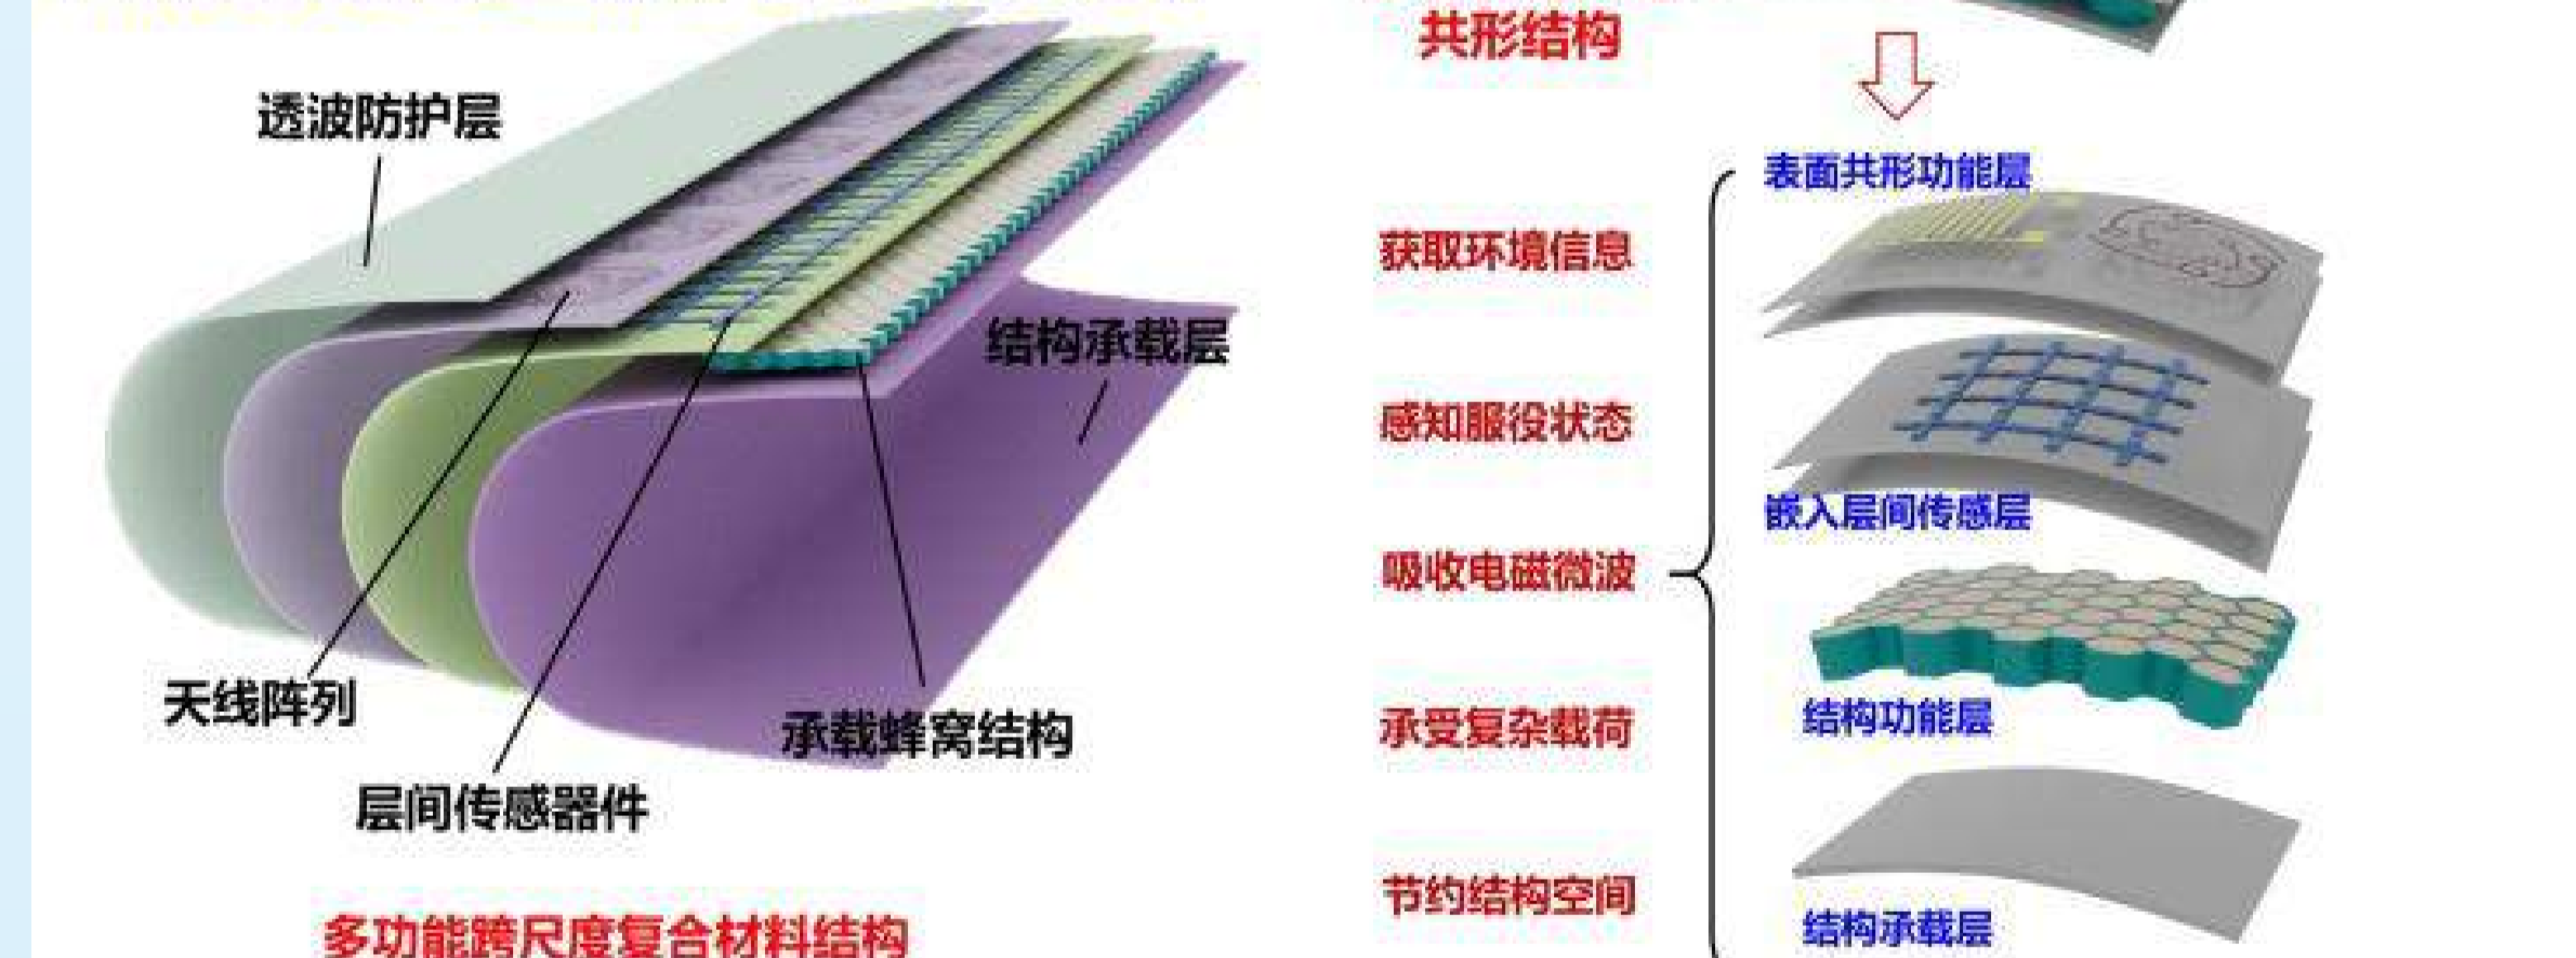 透波防护层
结构承载层
天线阵列
承载蜂窝结构
层间传感器件
多功能跨尺度复合材料结构
共形结构
表面共形功能层
获取环境信息
感知服役状态
嵌入层间传感层
吸收电磁微波
结构功能层
承受复杂载荷
节约结构空间
结构承载层